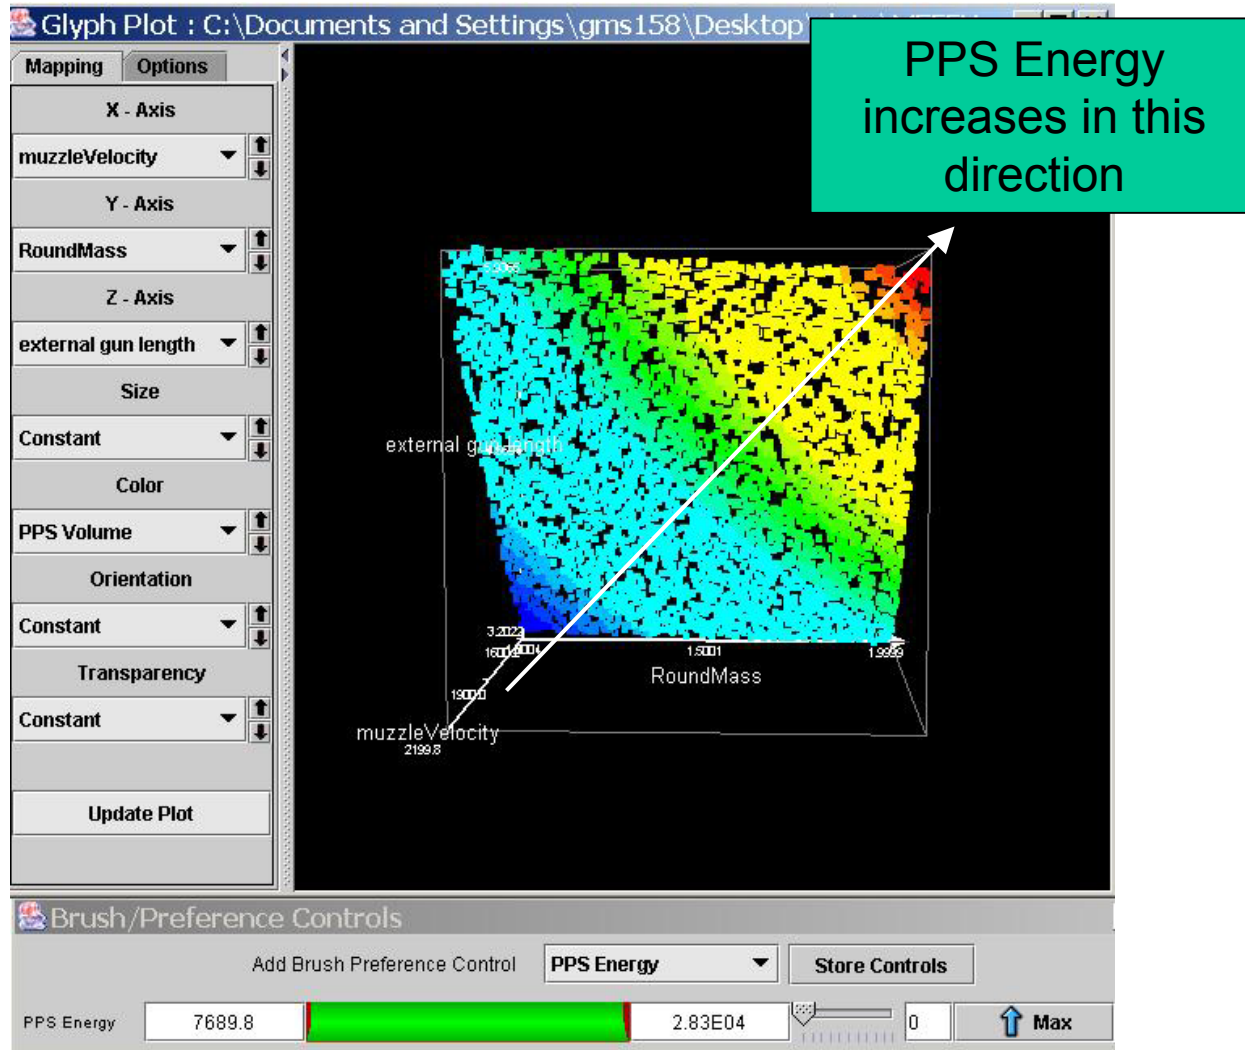 Glyph Plot : C:\Documents and Settings\gms158\Desktop
PPS Energy
increases in this
direction
Mapping Options
X - Axis
muzzleVelocity
Y - Axis
RoundMass
Z - Axis
external gun length
Size
Constant
Color
PPS Volume
Orientation
Constant
Transparency
Constant
Update Plot
external gun length
3.2022
1.5001
1.9999
RoundMass
1900.0
muzzleVelocity
2199.8
Brush/Preference Controls
Add Brush Preference Control PPS Energy Store Controls
PPS Energy 7689.8 2.83E04 0 Max